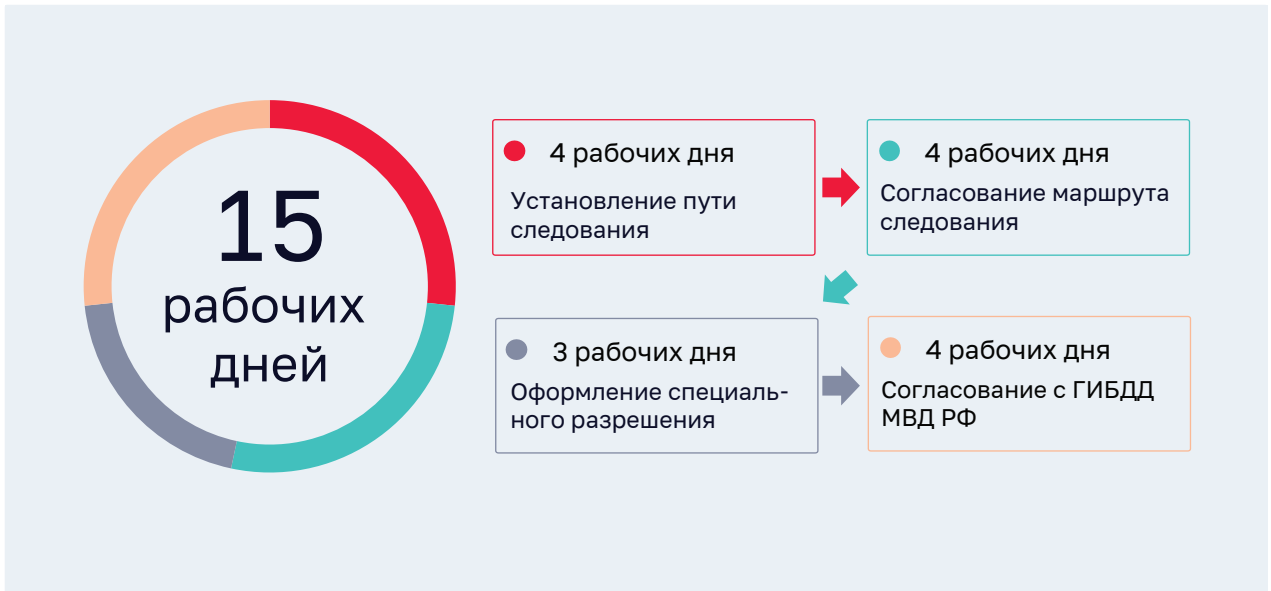 15
рабочих
дней
4 рабочих дня
Установление пути
следования
4 рабочих дня
Согласование маршрута
следования
3 рабочих дня
Оформление специаль-
ного разрешения
4 рабочих дня
Согласование с ГИБДД
МВД РФ